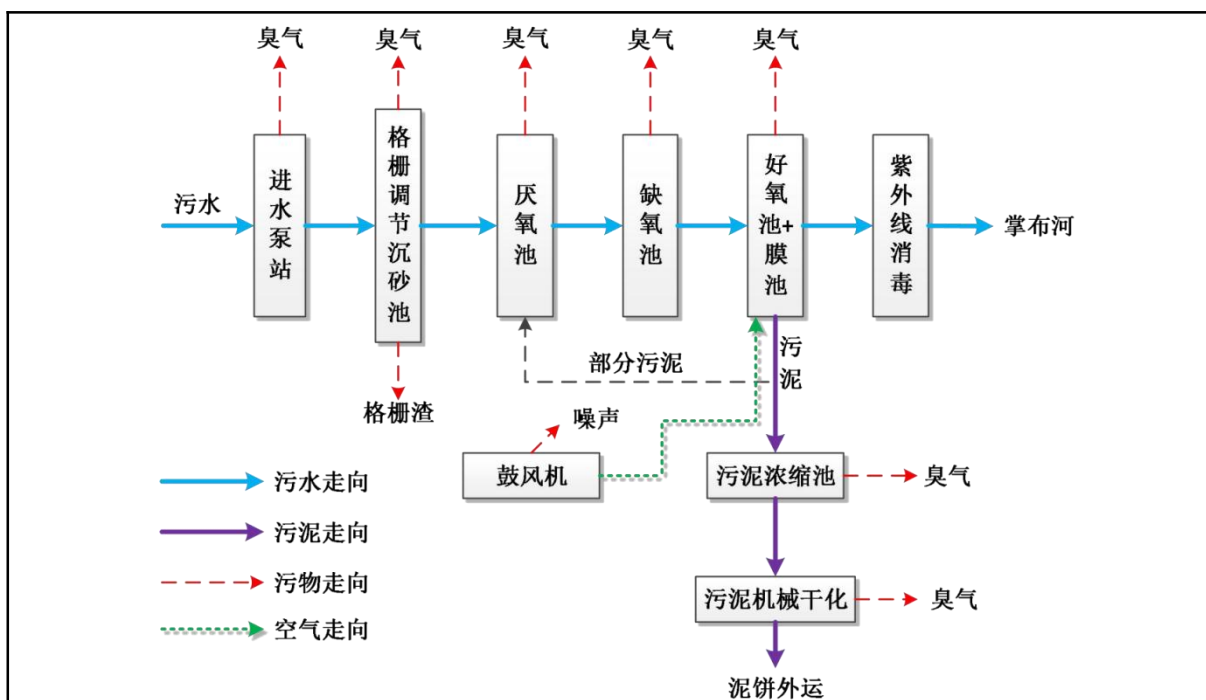 臭气
臭气
臭气
臭气
臭气
污水
进水泵站
格栅调节沉砂池
厌氧池
缺氧池
好氧池+膜池
紫外线消毒
掌布河
格栅渣
部分污泥
污泥
噪声
鼓风机
污泥浓缩池
臭气
污水走向
污泥走向
污物走向
空气走向
污泥机械干化
臭气
泥饼外运